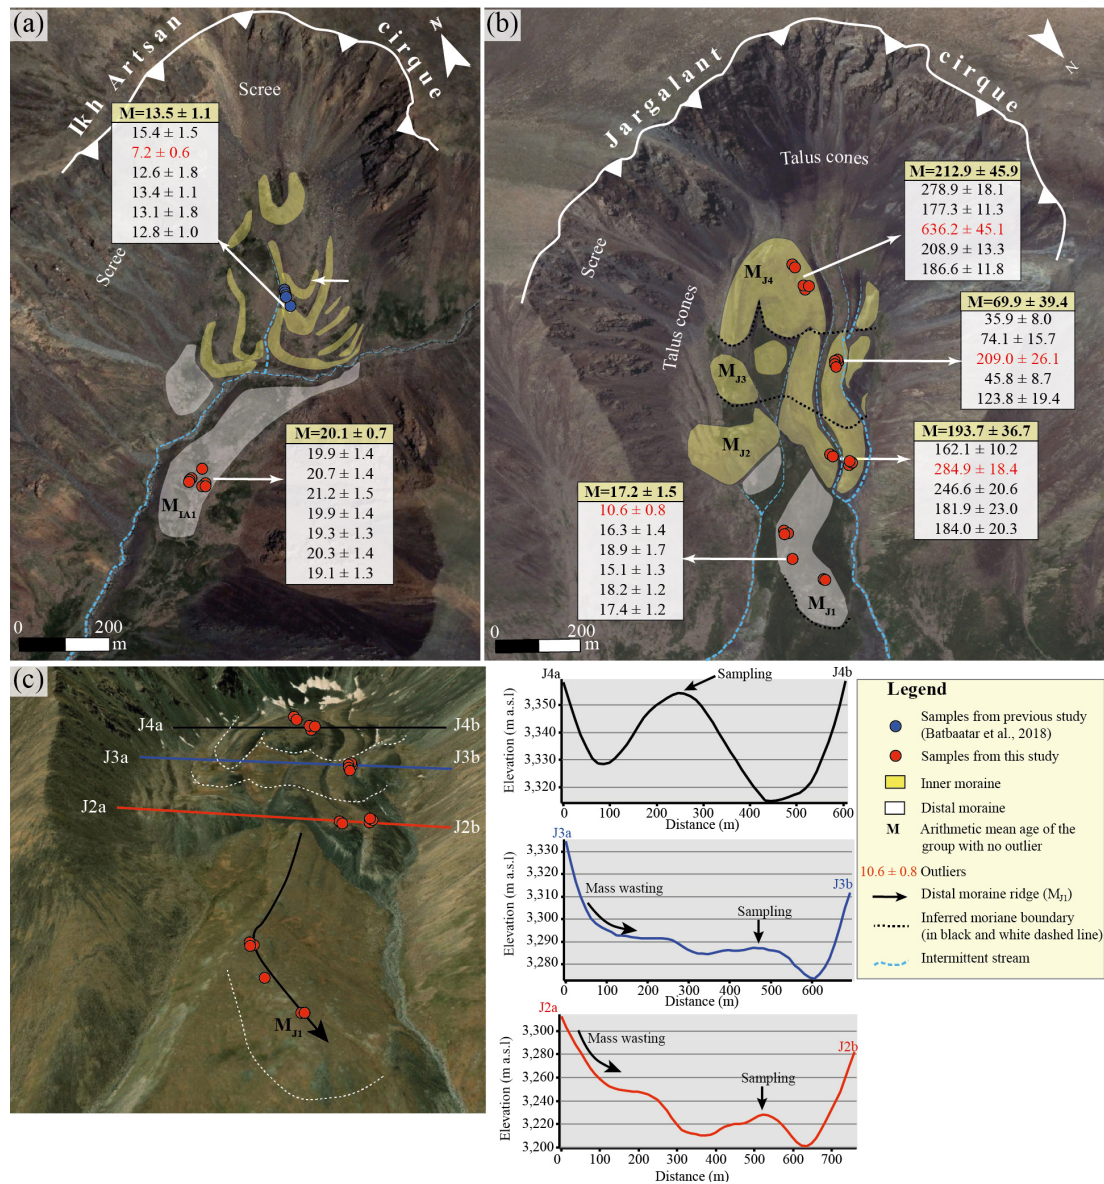 (a)
Ikh Artsan cirque
N
Scree
M=13.5 ± 1.1
15.4 ± 1.5
7.2 ± 0.6
12.6 ± 1.8
13.4 ± 1.1
13.1 ± 1.8
12.8 ± 1.0
Scree
M=20.1 ± 0.7
19.9 ± 1.4
20.7 ± 1.4
21.2 ± 1.5
19.9 ± 1.4
19.3 ± 1.3
20.3 ± 1.4
19.1 ± 1.3
MIA1
0 200
m
(b)
Jargalant cirque
N
Talus cones
Scree
Talus cones
M=212.9 ± 45.9
278.9 ± 18.1
177.3 ± 11.3
636.2 ± 45.1
208.9 ± 13.3
186.6 ± 11.8
MJ4
M=69.9 ± 39.4
35.9 ± 8.0
74.1 ± 15.7
209.0 ± 26.1
45.8 ± 8.7
123.8 ± 19.4
MJ3
MJ2
M=193.7 ± 36.7
162.1 ± 10.2
284.9 ± 18.4
246.6 ± 20.6
181.9 ± 23.0
184.0 ± 20.3
M=17.2 ± 1.5
10.6 ± 0.8
16.3 ± 1.4
18.9 ± 1.7
15.1 ± 1.3
18.2 ± 1.2
17.4 ± 1.2
MJ1
0 200
m
(c)
J4a J4b
J3a J3b
J2a J2b
MJ1
J4a Sampling J4b
Elevation (m a.s.l)
3,350
3,340
3,330
3,320
0 100 200 300 400 500 600
Distance (m)
J3a J3b
Elevation (m a.s.l)
3,330
3,320
3,310
3,300
3,290
3,280
Mass wasting
Sampling
0 100 200 300 400 500 600
Distance (m)
J2a J2b
Elevation (m a.s.l)
3,300
3,280
3,260
3,240
3,220
3,200
Mass wasting
Sampling
0 100 200 300 400 500 600 700
Distance (m)
Legend
Samples from previous study
(Batbaatar et al., 2018)
Samples from this study
Inner moraine
Distal moraine
M Arithmetic mean age of the
group with no outlier
10.6 ± 0.8 Outliers
Distal moraine ridge (MJ1)
Inferred moriane boundary
(in black and white dashed line)
Intermittent stream